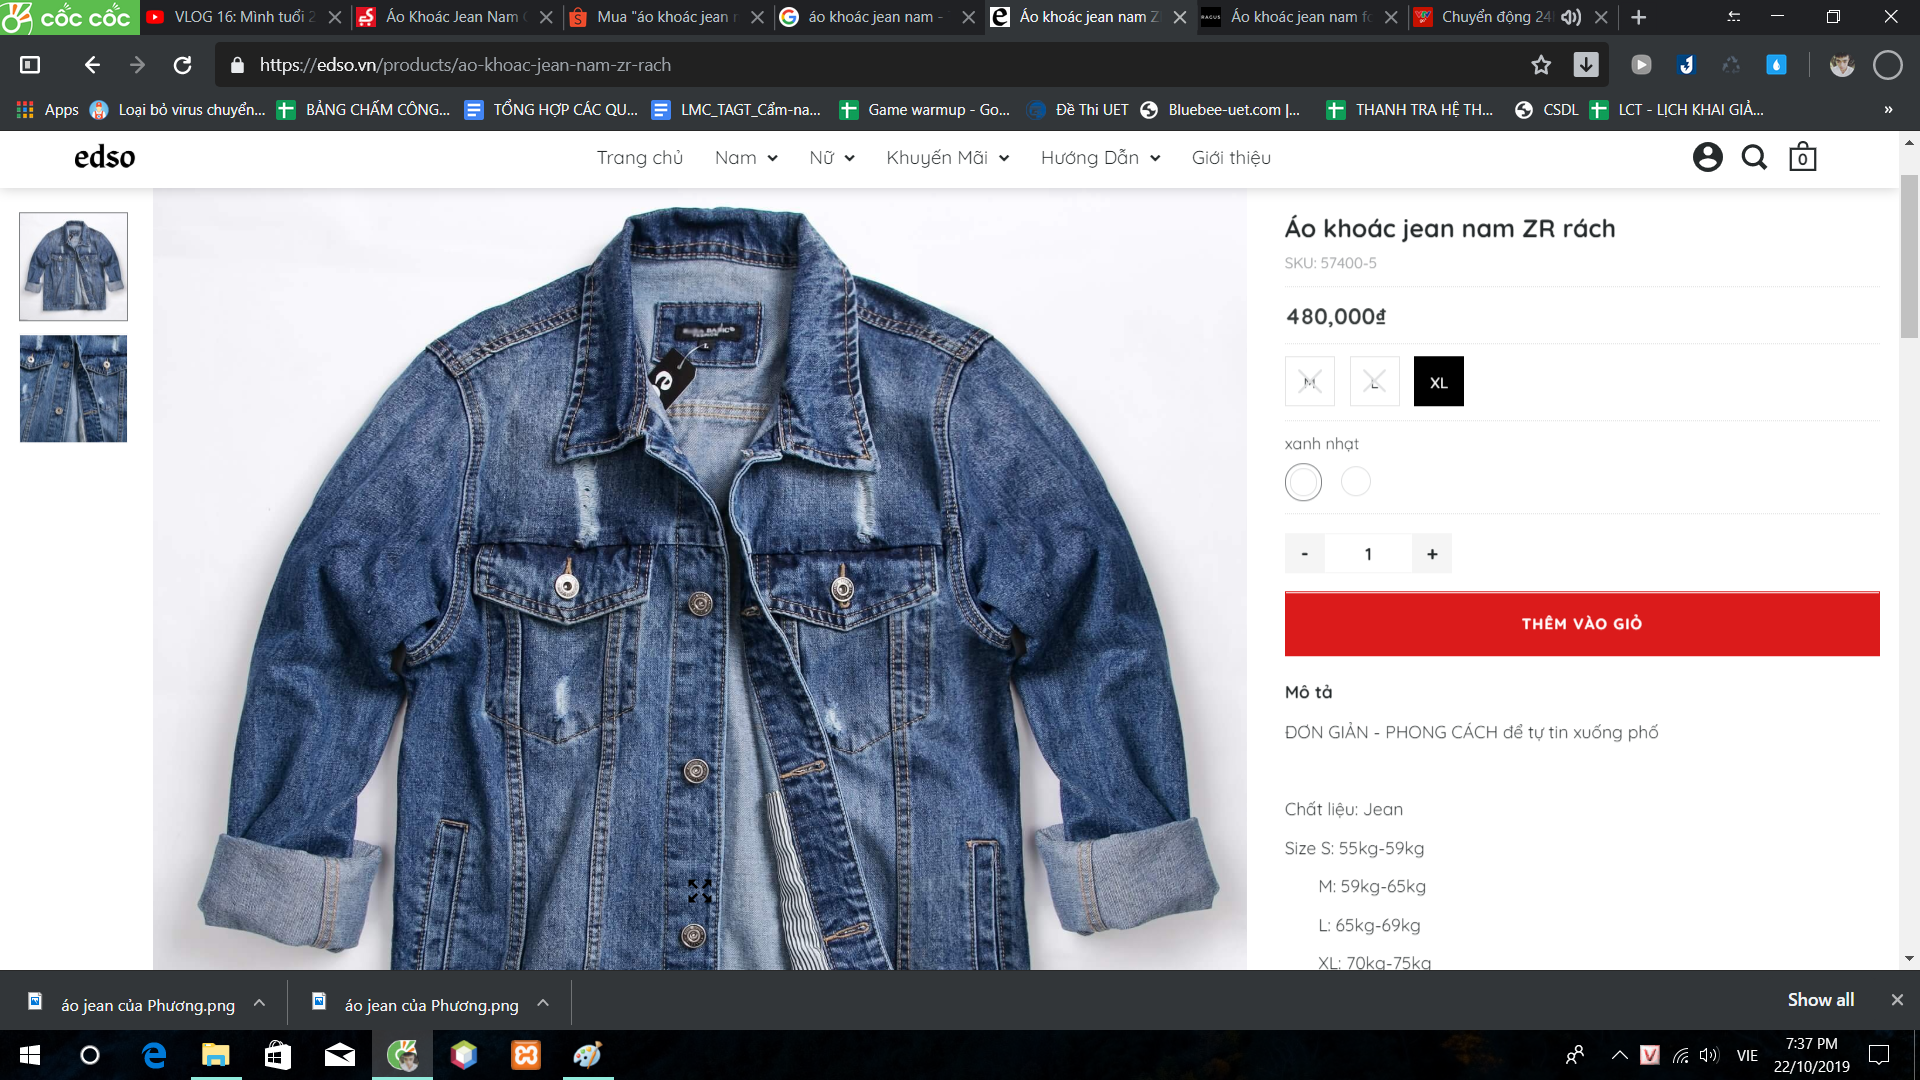 cốc cốc
VLOG 16: Mình tuổi 2
Áo Khoác Jean Nam
Mua "áo khoác jean n
áo khoác jean nam -
Áo khoác jean nam Z
Áo khoác jean nam fo
Chuyển động 24
https://edso.vn/products/ao-khoac-jean-nam-zr-rach
Apps
Loại bỏ virus chuyển...
BẢNG CHẤM CÔNG...
TỔNG HỢP CÁC QU...
LMC_TAGT_Cẩm-na...
Game warmup - Go...
Đề Thi UET
Bluebee-uet.com |...
THANH TRA HỆ TH...
CSDL
LCT - LỊCH KHAI GIẢ...
»
edso
Trang chủ
Nam
Nữ
Khuyến Mãi
Hướng Dẫn
Giới thiệu
0
Áo khoác jean nam ZR rách
SKU: 57400-5
480,000₫
M
L
XL
xanh nhạt
- 1 +
THÊM VÀO GIỎ
Mô tả
ĐƠN GIẢN - PHONG CÁCH để tự tin xuống phố
Chất liệu: Jean
Size S: 55kg-59kg
M: 59kg-65kg
L: 65kg-69kg
XL: 70kg-75kg
áo jean của Phương.png
áo jean của Phương.png
Show all
VIE
7:37 PM
22/10/2019